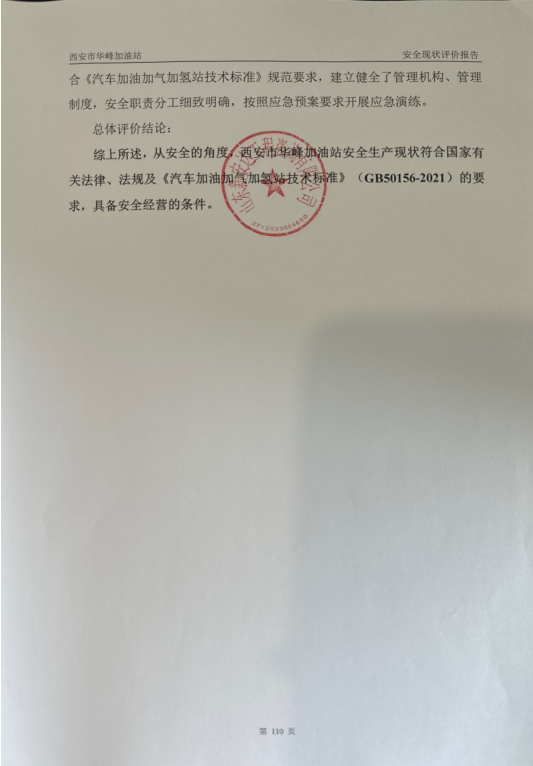 西安市华峰加油站 安全现状评价报告
合《汽车加油加气加氢站技术标准》规范要求，建立健全了管理机构、管理
制度，安全职责分工细致明确，按照应急预案要求开展应急演练。
总体评价结论：
综上所述，从安全的角度，西安市华峰加油站安全生产现状符合国家有
关法律、法规及《汽车加油加气加氢站技术标准》（GB50156-2021）的要
求，具备安全经营的条件。
第 110 页